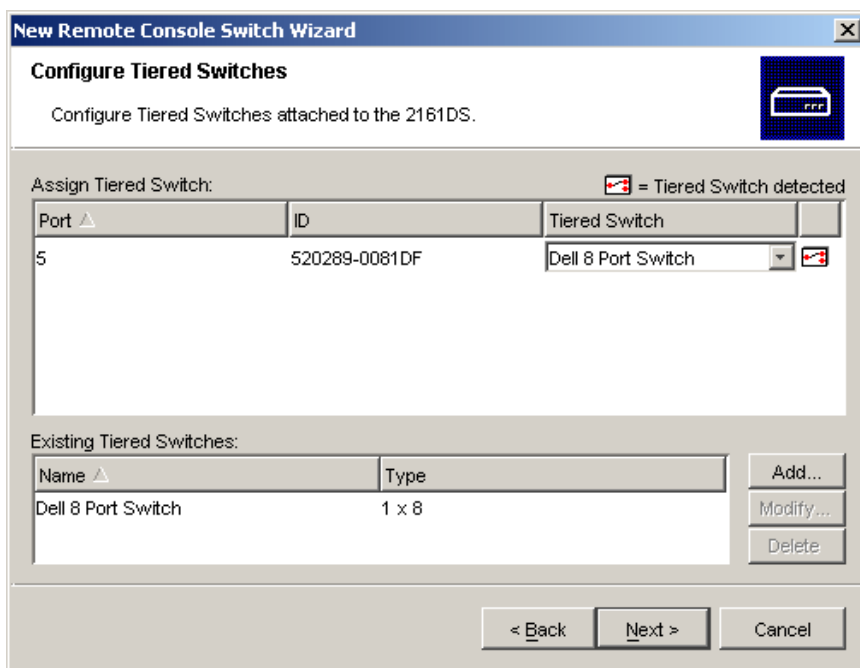 New Remote Console Switch Wizard
Configure Tiered Switches
Configure Tiered Switches attached to the 2161DS.
Assign Tiered Switch:
= Tiered Switch detected
Port
ID
Tiered Switch
5
520289-0081DF
Dell 8 Port Switch
Existing Tiered Switches:
Name
Type
Dell 8 Port Switch
1 x 8
Add...
Modify...
Delete
< Back
Next >
Cancel